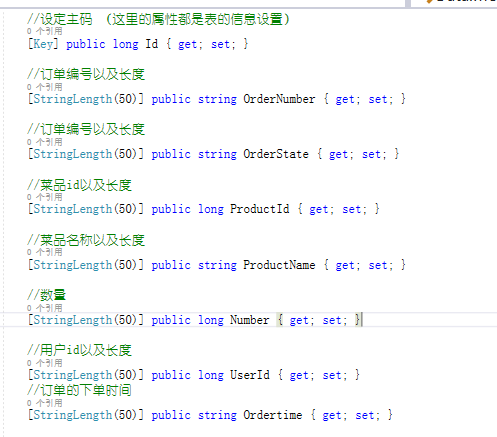 //设定主码 (这里的属性都是表的信息设置)
0 个引用
[Key] public long Id { get; set; }
//订单编号以及长度
0 个引用
[StringLength(50)] public string OrderNumber { get; set; }
//订单编号以及长度
0 个引用
[StringLength(50)] public string OrderState { get; set; }
//菜品id以及长度
0 个引用
[StringLength(50)] public long ProductId { get; set; }
//菜品名称以及长度
0 个引用
[StringLength(50)] public string ProductName { get; set; }
//数量
0 个引用
[StringLength(50)] public long Number { get; set; }
//用户id以及长度
0 个引用
[StringLength(50)] public long UserId { get; set; }
//订单的下单时间
0 个引用
[StringLength(50)] public string Ordertime { get; set; }